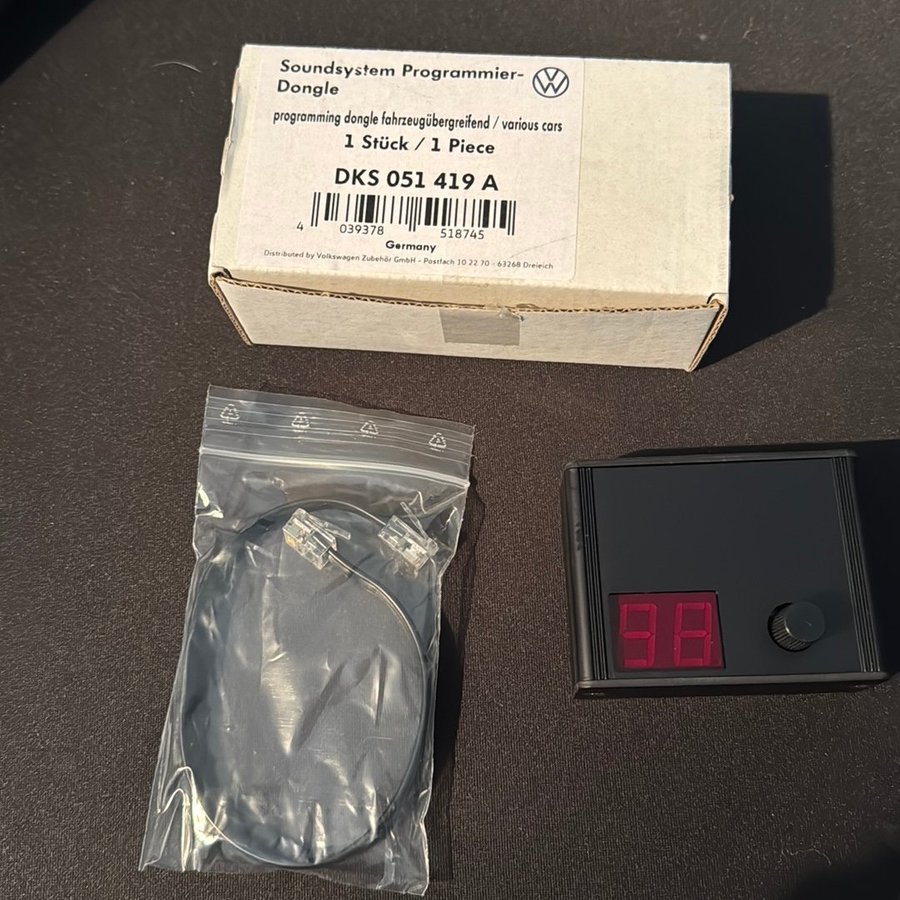 Soundsystem Programmier-
Dongle
programming dongle fahrzeugübergreifend / various cars
1 Stück / 1 Piece
DKS 051 419 A
4 039378 518745
Germany
Distributed by Volkswagen Zubehör GmbH - Postfach 10 22 70 - 63268 Dreieich